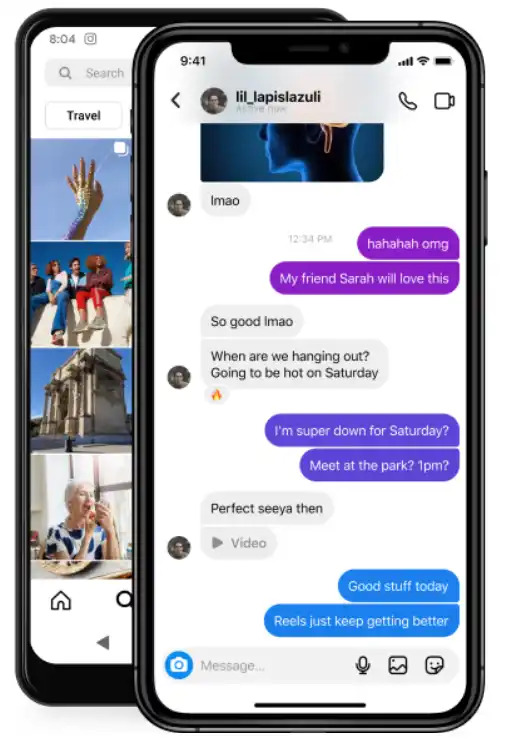 8:04
Search
Travel
9:41
lil_lapislazuli
Active now
lmao
12:34 PM
hahahah omg
My friend Sarah will love this
So good lmao
When are we hanging out?
Going to be hot on Saturday
I'm super down for Saturday?
Meet at the park? 1pm?
Perfect seeya then
Video
Good stuff today
Reels just keep getting better
Message...